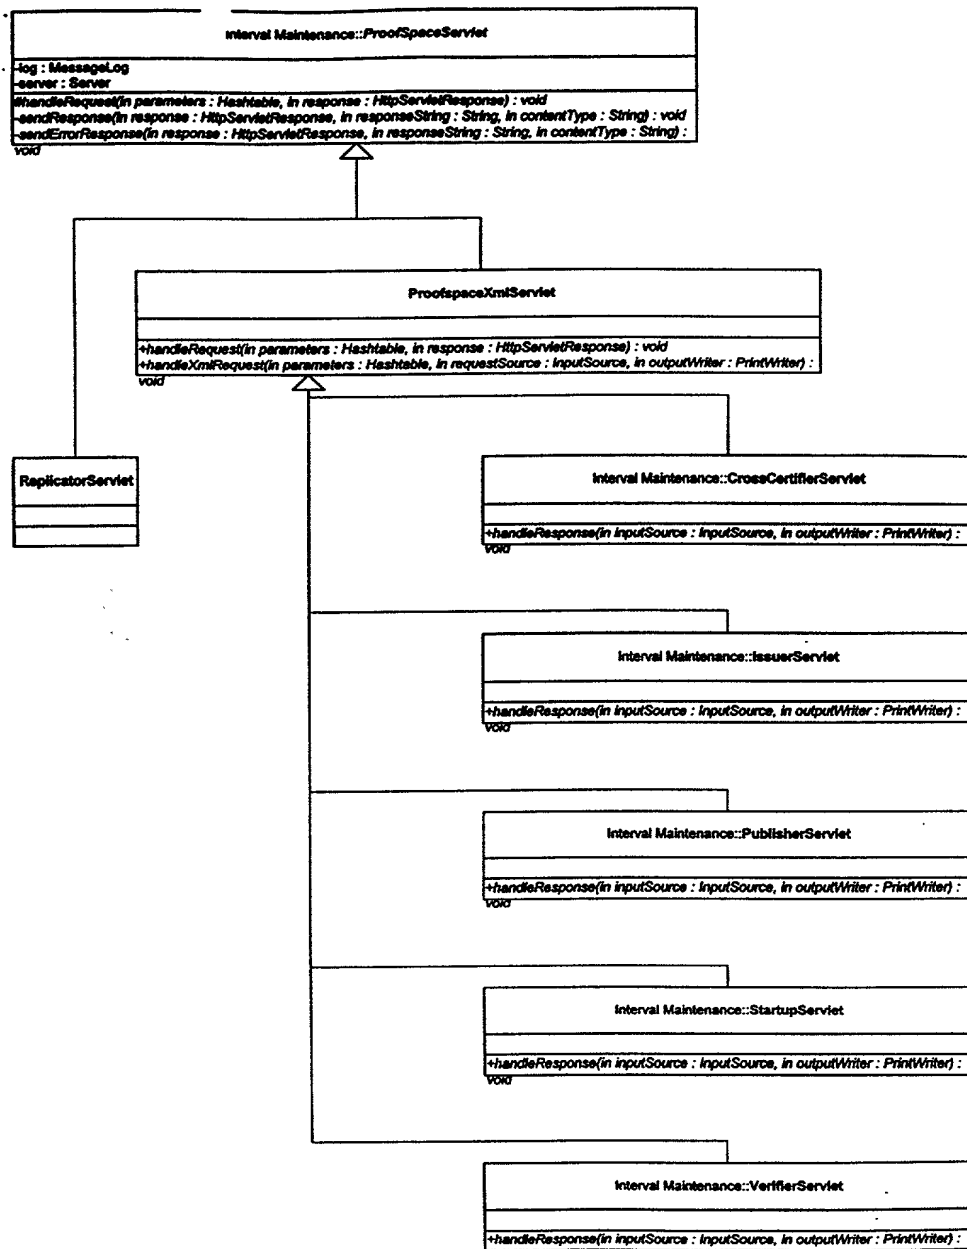 Interval Maintenance::ProofSpaceServlet
-log : MessageLog
-server : Server
#handleRequest(in parameters : Hashtable, in response : HttpServletResponse) : void
-sendResponse(in response : HttpServletResponse, in responseString : String, in contentType : String) : void
-sendErrorResponse(in response : HttpServletResponse, in responseString : String, in contentType : String) :
void
ProofspaceXmlServlet
+handleRequest(in parameters : Hashtable, in response : HttpServletResponse) : void
+handleXmlRequest(in parameters : Hashtable, in requestSource : InputSource, in outputWriter : PrintWriter) :
void
ReplicatorServlet
Interval Maintenance::CrossCertifierServlet
+handleResponse(in inputSource : InputSource, in outputWriter : PrintWriter) :
void
Interval Maintenance::IssuerServlet
+handleResponse(in inputSource : InputSource, in outputWriter : PrintWriter) :
void
Interval Maintenance::PublisherServlet
+handleResponse(in inputSource : InputSource, in outputWriter : PrintWriter) :
void
Interval Maintenance::StartupServlet
+handleResponse(in inputSource : InputSource, in outputWriter : PrintWriter) :
void
Interval Maintenance::VerifierServlet
+handleResponse(in inputSource : InputSource, in outputWriter : PrintWriter) :